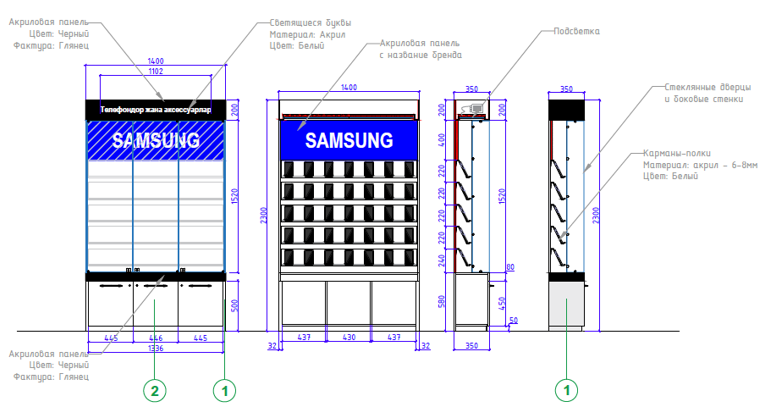 Акриловая панель
Цвет: Черный
Фактура: Глянец
Светящиеся буквы
Материал: Акрил
Цвет: Белый
Акриловая панель
с название бренда
Подсветка
Стеклянные дверцы
и боковые стенки
Карманы-полки
Материал: акрил - 6-8мм
Цвет: Белый
1400
1102
Телефондор жана аксессуарлар
SAMSUNG
200
1520
500
445 446 445
1336
Акриловая панель
Цвет: Черный
Фактура: Глянец
2
1
1400
SAMSUNG
2300
437 430 437
32
32
350
200
400
220
220
220
220
240
580
200
1520
80
450
50
350
350
2300
1